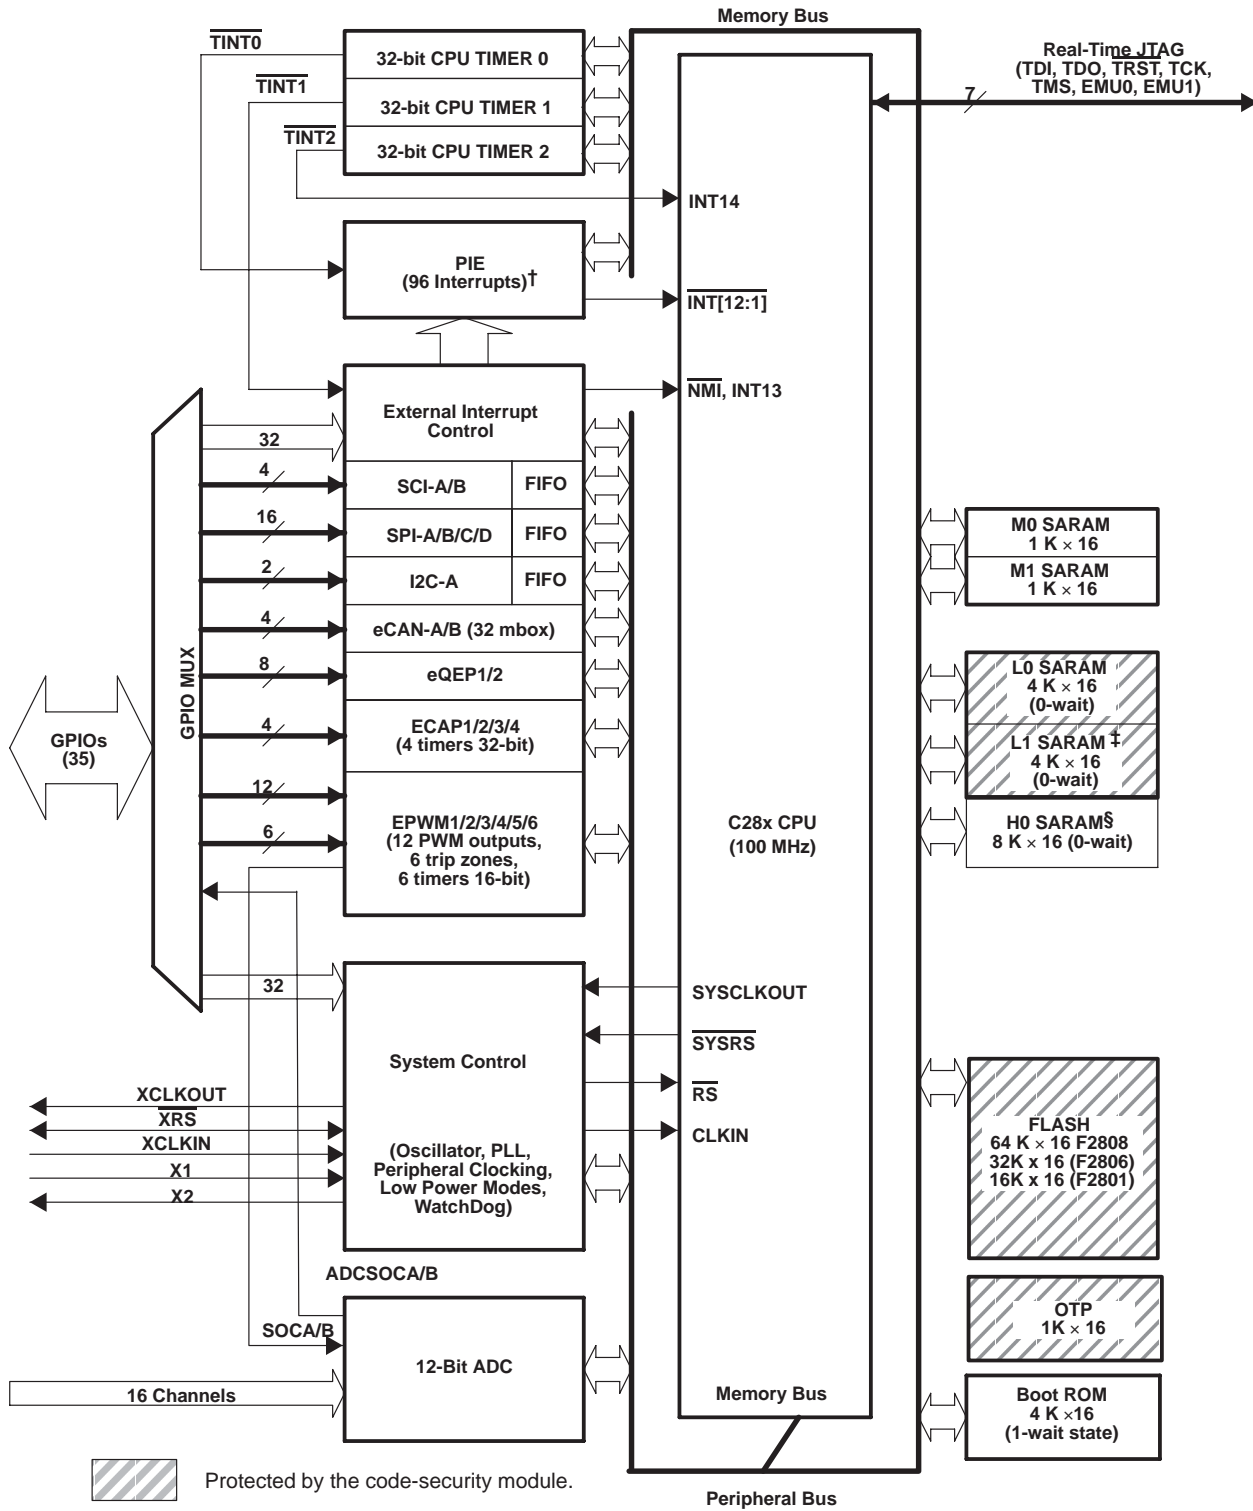 Memory Bus
TINT0
32-bit CPU TIMER 0
TINT1
32-bit CPU TIMER 1
TINT2
32-bit CPU TIMER 2
Real-Time JTAG
(TDI, TDO, TRST, TCK,
TMS, EMU0, EMU1)
7
INT14
PIE
(96 Interrupts)†
INT[12:1]
NMI, INT13
External Interrupt
Control
32
4
SCI-A/B
FIFO
16
SPI-A/B/C/D
FIFO
2
I2C-A
FIFO
4
eCAN-A/B (32 mbox)
8
eQEP1/2
4
ECAP1/2/3/4
(4 timers 32-bit)
12
6
EPWM1/2/3/4/5/6
(12 PWM outputs,
6 trip zones,
6 timers 16-bit)
GPIO MUX
GPIOs
(35)
C28x CPU
(100 MHz)
M0 SARAM
1 K × 16
M1 SARAM
1 K × 16
L0 SARAM
4 K × 16
(0-wait)
L1 SARAM ‡
4 K × 16
(0-wait)
H0 SARAM§
8 K × 16 (0-wait)
32
System Control
(Oscillator, PLL,
Peripheral Clocking,
Low Power Modes,
WatchDog)
SYSCLKOUT
SYSRS
RS
CLKIN
XCLKOUT
XRS
XCLKIN
X1
X2
FLASH
64 K × 16 F2808
32K x 16 (F2806)
16K x 16 (F2801)
ADCSOCA/B
SOCA/B
12-Bit ADC
16 Channels
OTP
1K × 16
Memory Bus
Boot ROM
4 K ×16
(1-wait state)
Protected by the code-security module.
Peripheral Bus